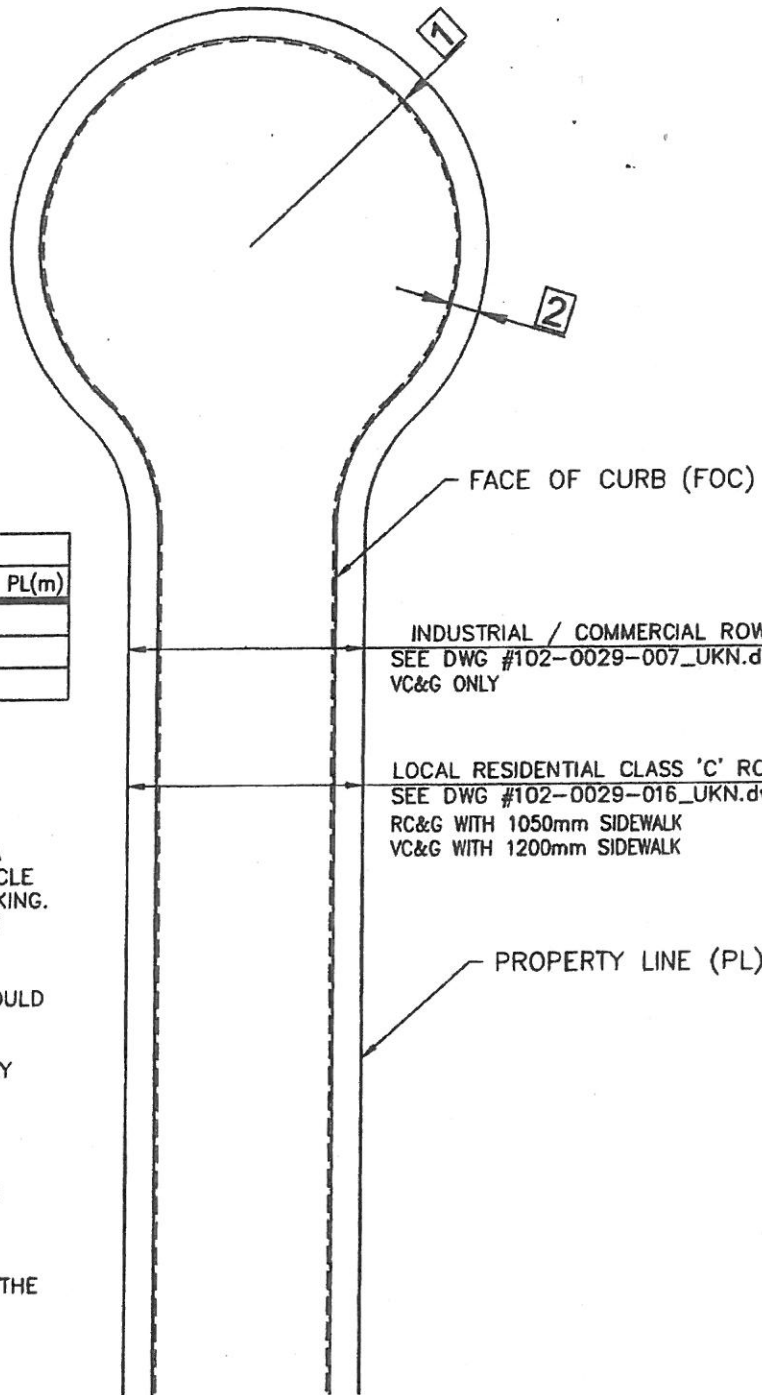 1
2
FACE OF CURB (FOC)
PL(m)
INDUSTRIAL / COMMERCIAL ROW
SEE DWG #102-0029-007_UKN.d
VC&G ONLY
LOCAL RESIDENTIAL CLASS 'C' RO
SEE DWG #102-0029-016_UKN.d
RC&G WITH 1050mm SIDEWALK
VC&G WITH 1200mm SIDEWALK
CLE
KING.
PROPERTY LINE (PL)
OULD
Y
THE